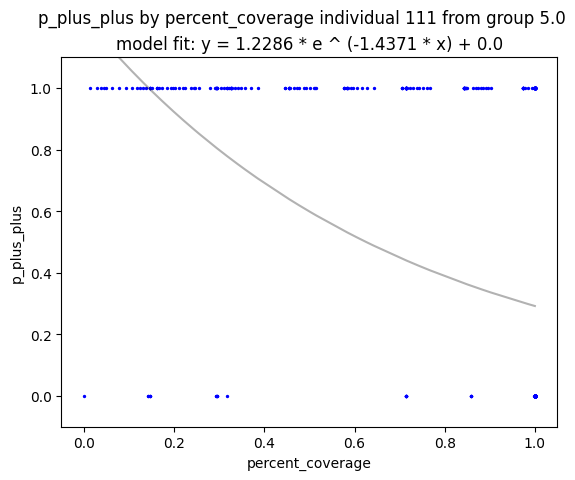 p_plus_plus by percent_coverage individual 111 from group 5.0
model fit: y = 1.2286 * e ^ (-1.4371 * x) + 0.0
1.0
0.8
0.6
0.4
0.2
0.0
p_plus_plus
0.0 0.2 0.4 0.6 0.8 1.0
percent_coverage